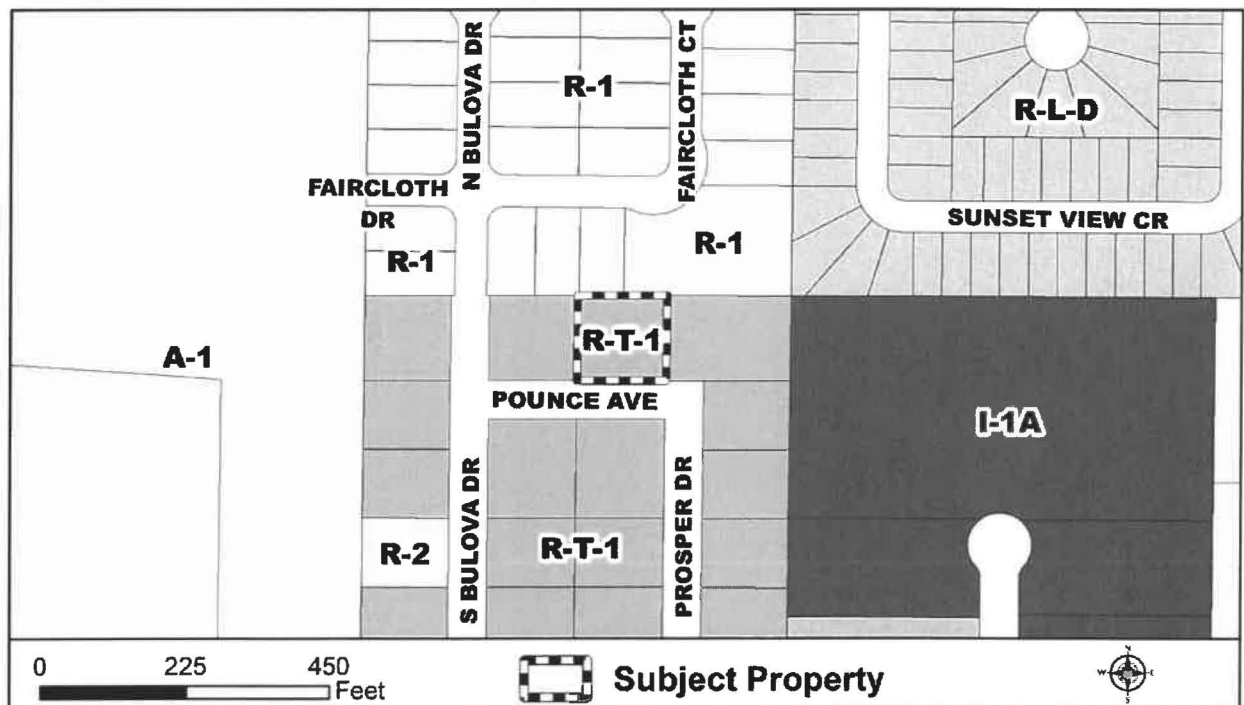 N BULOVA DR
FAIRCLOTH CT
R-1
R-L-D
FAIRCLOTH
DR
SUNSET VIEW CR
R-1
R-1
R-T-1
A-1
POUNCE AVE
I-1A
S BULOVA DR
PROSPER DR
R-2
R-T-1
0 225 450
Feet
Subject Property
N
W
S